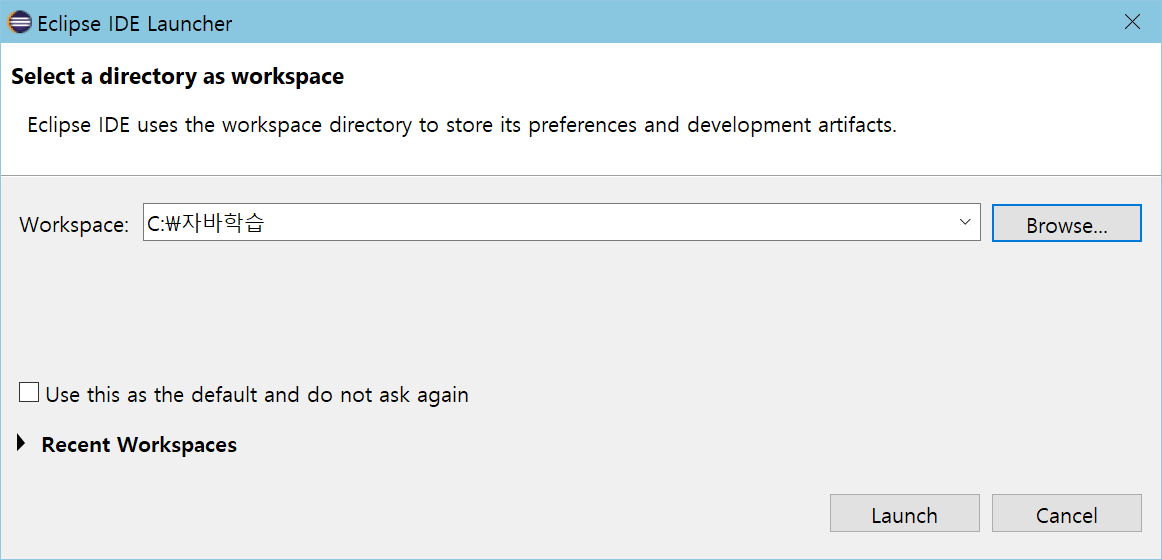 Eclipse IDE Launcher
Select a directory as workspace
Eclipse IDE uses the workspace directory to store its preferences and development artifacts.
Workspace: C:₩자바학습 Browse...
Use this as the default and do not ask again
Recent Workspaces
Launch Cancel